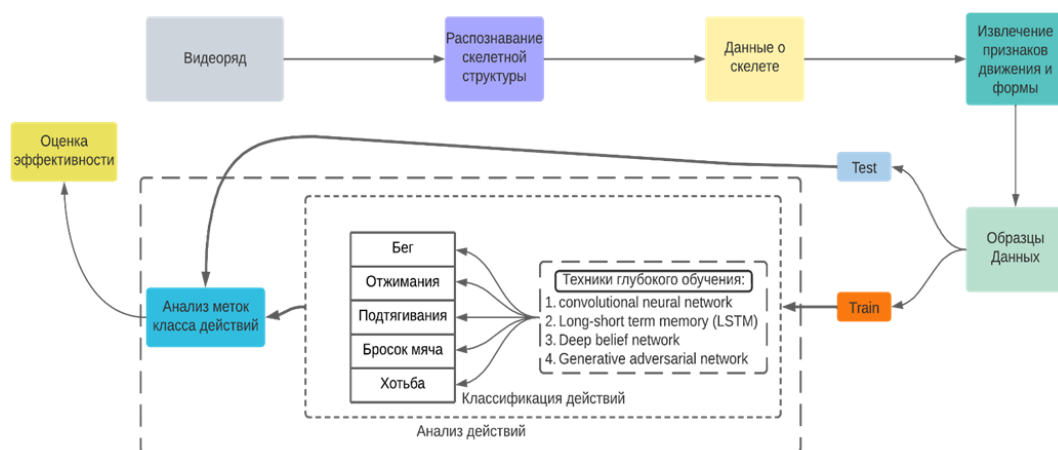 Видеоряд
Распознавание
скелетной
структуры
Данные о
скелете
Извлечение
признаков
движения и
формы
Оценка
эффективности
Test
Образцы
Данных
Train
Техники глубокого обучения:
1. convolutional neural network
2. Long-short term memory (LSTM)
3. Deep belief network
4. Generative adversarial network
Бег
Отжимания
Подтягивания
Бросок мяча
Хотьба
Классификация действий
Анализ действий
Анализ меток
класса действий